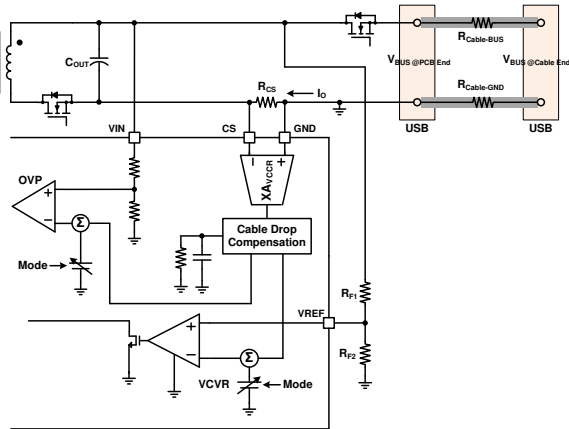 R Cable-BUS
COUT
VBUS @PCB End
VBUS @Cable End
RCS
IO
RCable-GND
VIN
CS
GND
USB
USB
OVP
+
−
− +
XAVCCR
Σ
Cable Drop
Compensation
Mode
RF1
VREF
+
−
RF2
Σ
VCVR
Mode